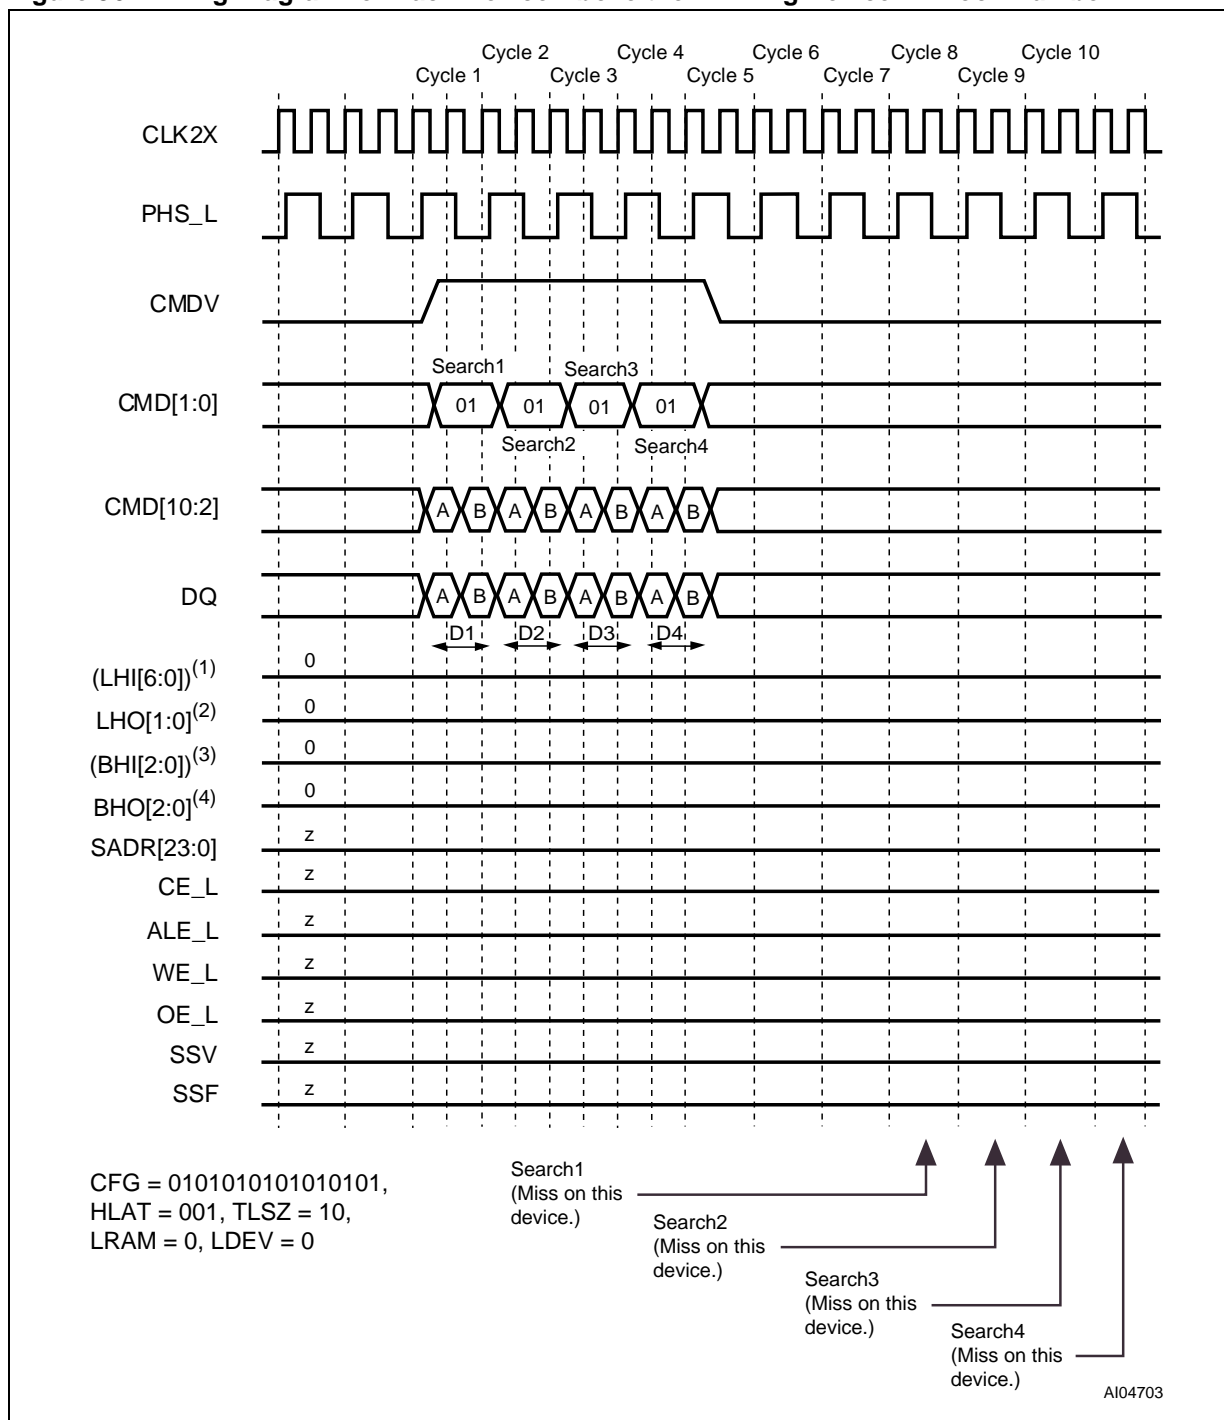 Cycle 2 Cycle 4 Cycle 6 Cycle 8 Cycle 10
Cycle 1 Cycle 3 Cycle 5 Cycle 7 Cycle 9
CLK2X
PHS_L
CMDV
Search1 Search3
CMD[1:0] 01 01 01 01
Search2 Search4
CMD[10:2] A B A B A B A B
DQ A B A B A B A B
D1 D2 D3 D4
(LHI[6:0])(1) 0
LHO[1:0](2) 0
(BHI[2:0])(3) 0
BHO[2:0](4) 0
SADR[23:0] z
CE_L z
ALE_L z
WE_L z
OE_L z
SSV z
SSF z
CFG = 0101010101010101,
HLAT = 001, TLSZ = 10,
LRAM = 0, LDEV = 0
Search1
(Miss on this
device.)
Search2
(Miss on this
device.)
Search3
(Miss on this
device.)
Search4
(Miss on this
device.)
AI04703